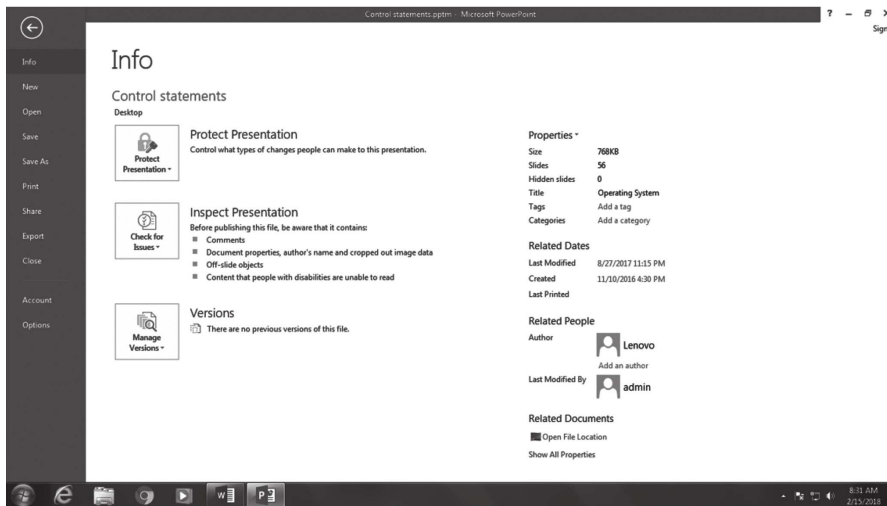 Control statements.pptm - Microsoft PowerPoint
?
Sign
Info
New
Open
Save
Save As
Print
Share
Export
Close
Account
Options
Info
Control statements
Desktop
Protect Presentation
Protect Presentation
Control what types of changes people can make to this presentation.
Check for Issues
Inspect Presentation
Before publishing this file, be aware that it contains:
Comments
Document properties, author's name and cropped out image data
Off-slide objects
Content that people with disabilities are unable to read
Manage Versions
Versions
There are no previous versions of this file.
Properties
Size 768KB
Slides 56
Hidden slides 0
Title Operating System
Tags Add a tag
Categories Add a category
Related Dates
Last Modified 8/27/2017 11:15 PM
Created 11/10/2016 4:30 PM
Last Printed
Related People
Author Lenovo
Add an author
Last Modified By admin
Related Documents
Open File Location
Show All Properties
8:31 AM
2/15/2018